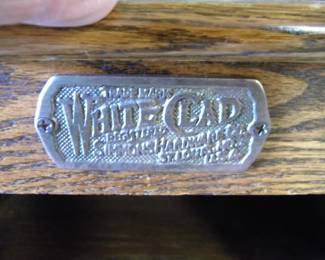 TRADE MARK
WHITE CLAD
REGISTERED
SIMMONS HARDWARE CO.
ST. LOUIS, U.S.A.